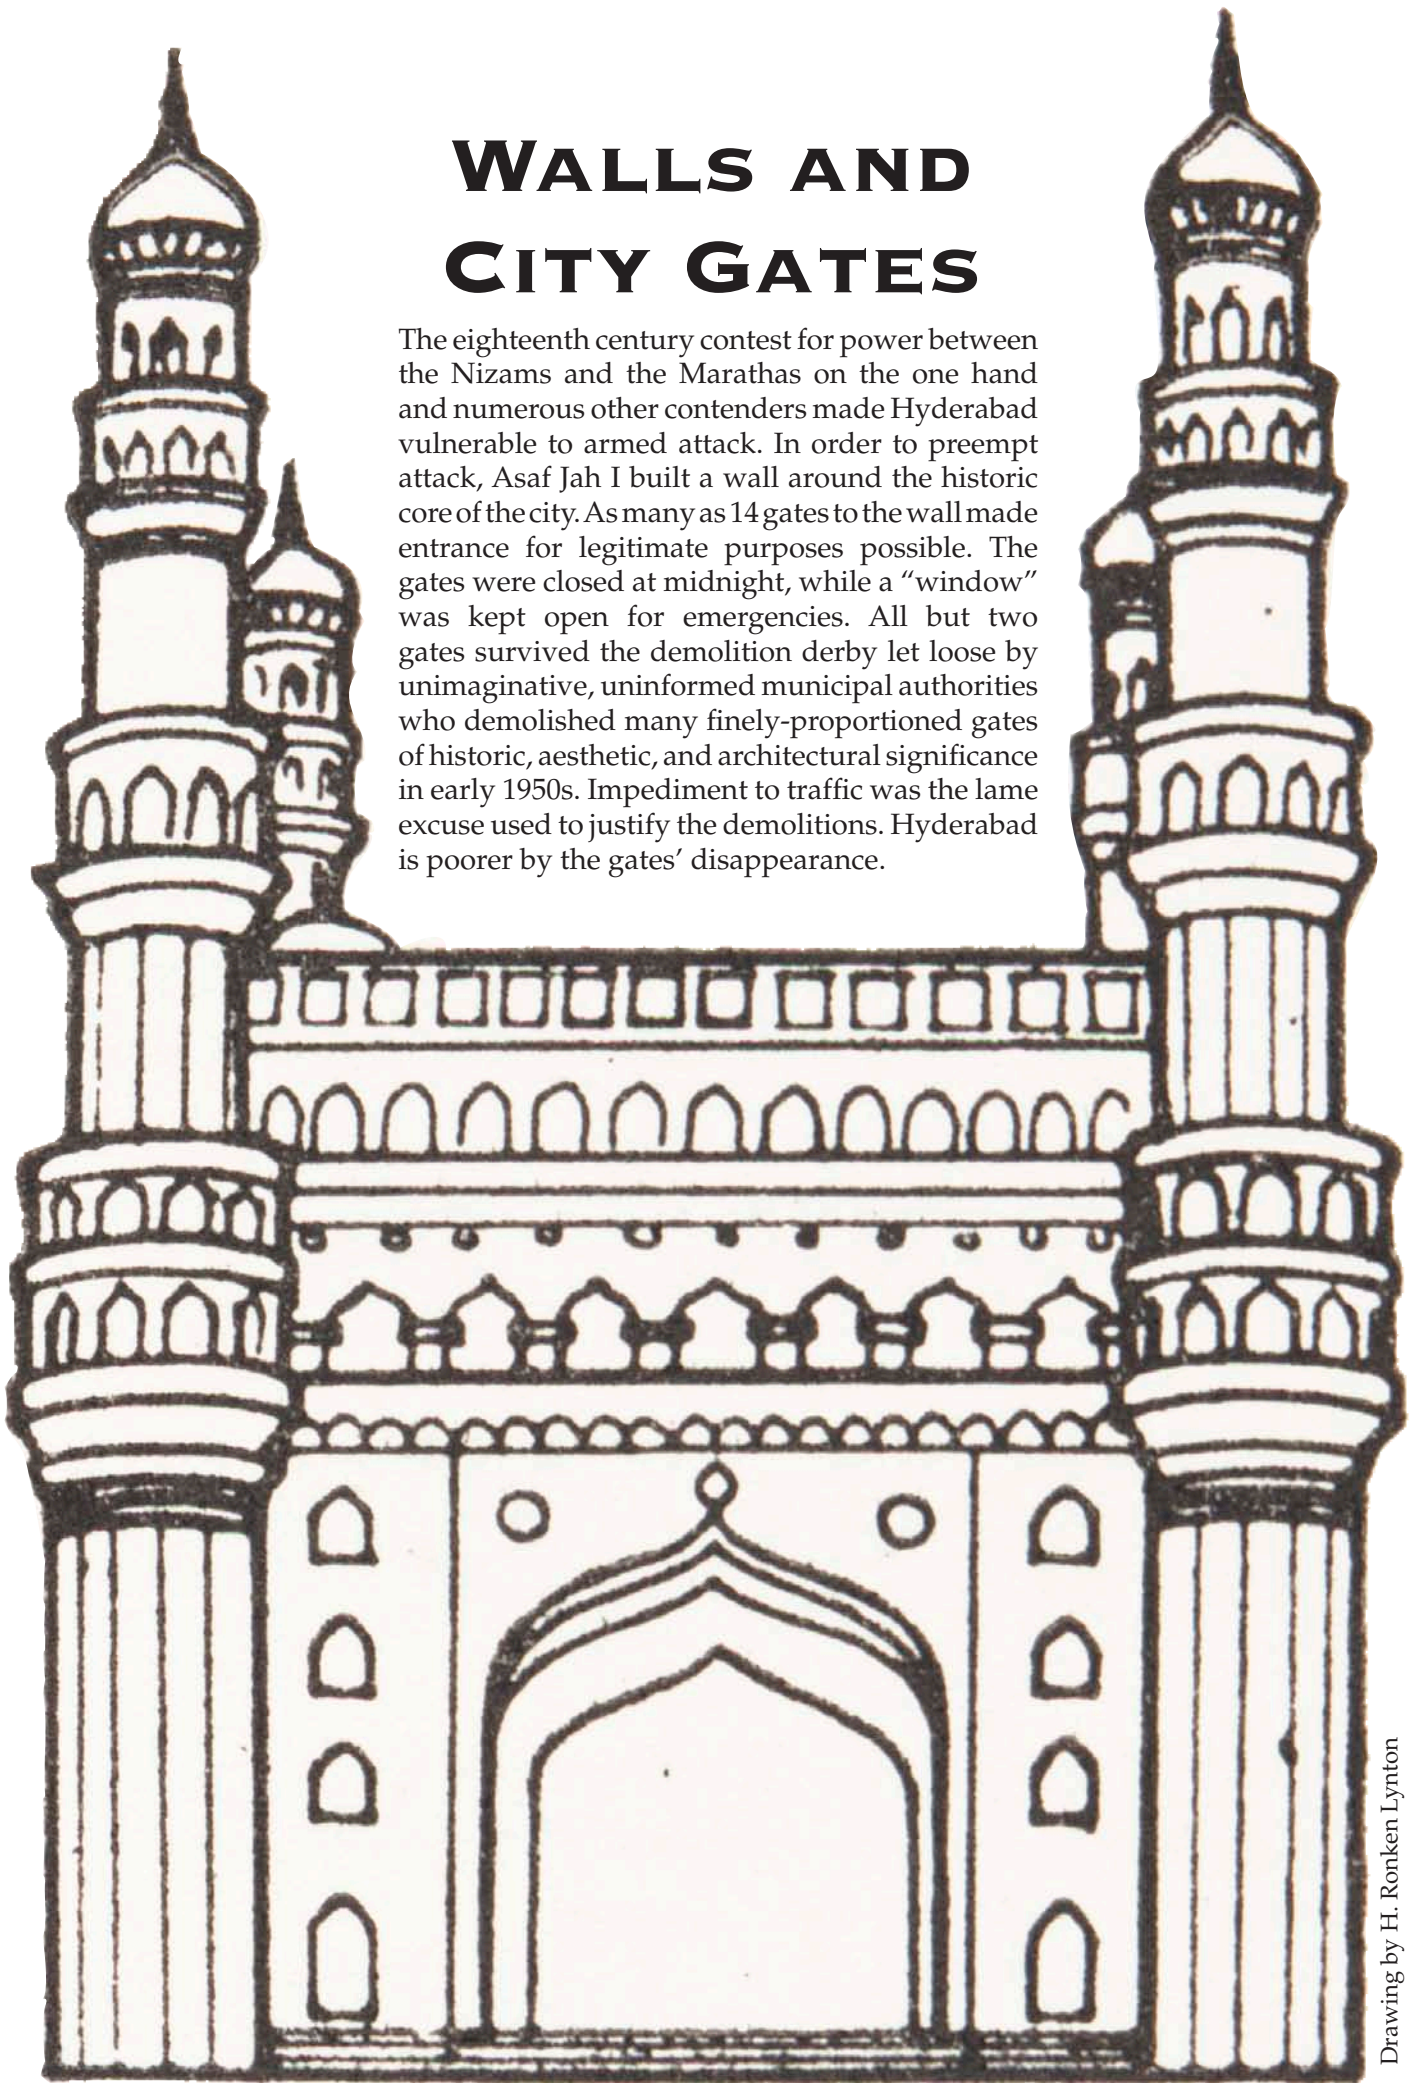 WALLS AND
CITY GATES
The eighteenth century contest for power between
the Nizams and the Marathas on the one hand
and numerous other contenders made Hyderabad
vulnerable to armed attack. In order to preempt
attack, Asaf Jah I built a wall around the historic
core of the city. As many as 14 gates to the wall made
entrance for legitimate purposes possible. The
gates were closed at midnight, while a “window”
was kept open for emergencies. All but two
gates survived the demolition derby let loose by
unimaginative, uninformed municipal authorities
who demolished many finely-proportioned gates
of historic, aesthetic, and architectural significance
in early 1950s. Impediment to traffic was the lame
excuse used to justify the demolitions. Hyderabad
is poorer by the gates’ disappearance.
Drawing by H. Ronken Lynton